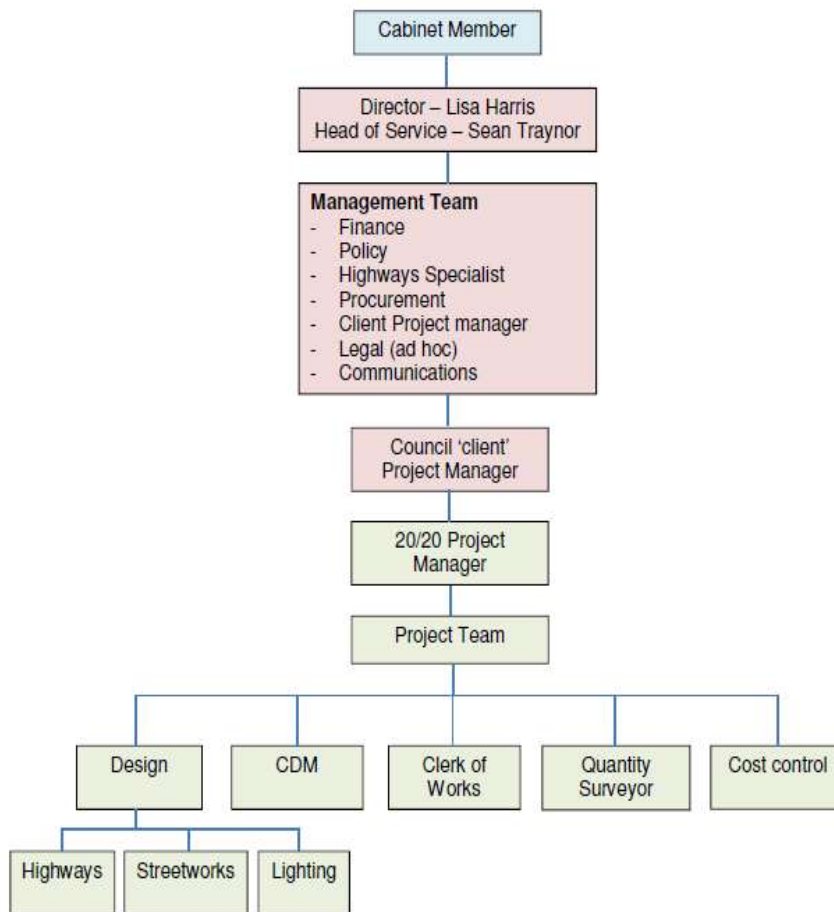 Cabinet Member
Director – Lisa Harris
Head of Service – Sean Traynor
Management Team
- Finance
- Policy
- Highways Specialist
- Procurement
- Client Project manager
- Legal (ad hoc)
- Communications
Council ‘client’
Project Manager
20/20 Project
Manager
Project Team
Design
CDM
Clerk of
Works
Quantity
Surveyor
Cost control
Highways
Streetworks
Lighting